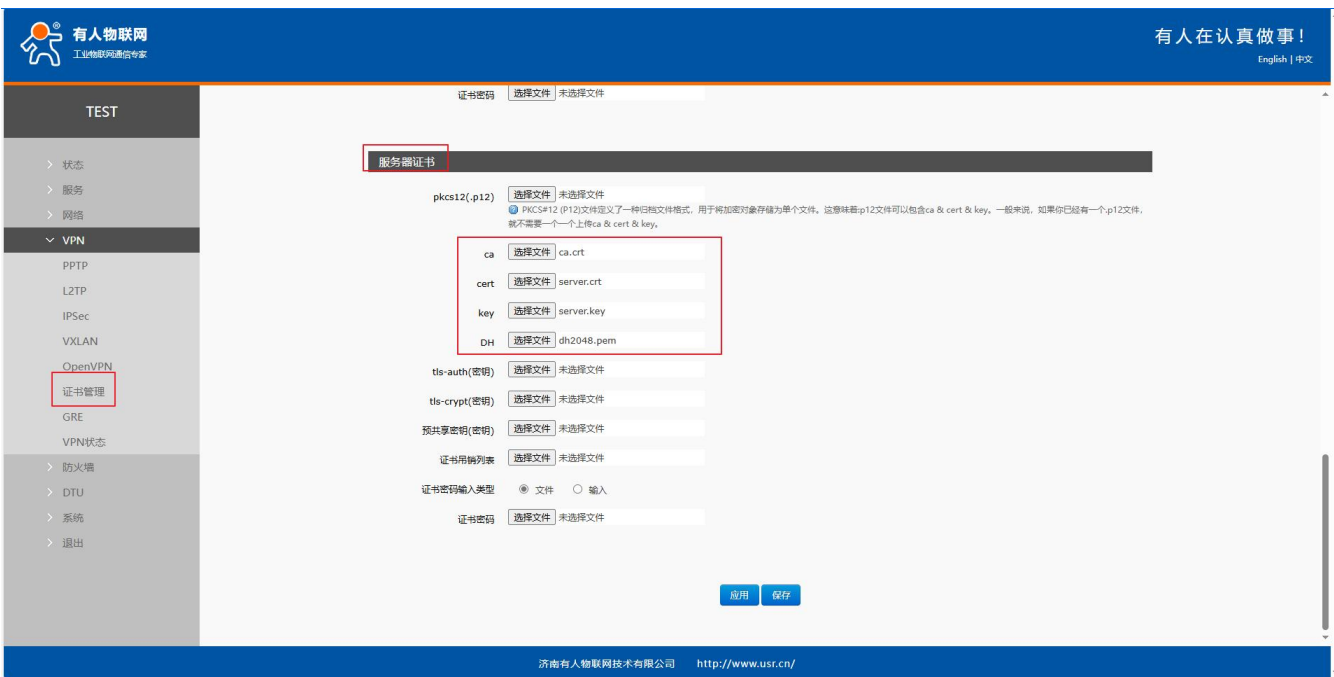 有人物联网
工业物联网通信专家
有人在认真做事!
English | 中文
TEST
状态
服务
网络
VPN
PPTP
L2TP
IPSec
VXLAN
OpenVPN
证书管理
GRE
VPN状态
防火墙
DTU
系统
退出
证书密码 选择文件 未选择文件
服务器证书
pkcs12(.p12) 选择文件 未选择文件
PKCS#12 (P12)文件定义了一种归档文件格式，用于将加密对象存储为单个文件。这意味着:p12文件可以包含ca & cert & key。一般来说，如果你已经有一个.p12文件，
就不需要一个一个上传ca & cert & key。
ca 选择文件 ca.crt
cert 选择文件 server.crt
key 选择文件 server.key
DH 选择文件 dh2048.pem
tls-auth(密钥) 选择文件 未选择文件
tls-crypt(密钥) 选择文件 未选择文件
预共享密钥(密钥) 选择文件 未选择文件
证书吊销列表 选择文件 未选择文件
证书密码输入类型 文件 输入
证书密码 选择文件 未选择文件
应用 保存
济南有人物联网技术有限公司 http://www.usr.cn/